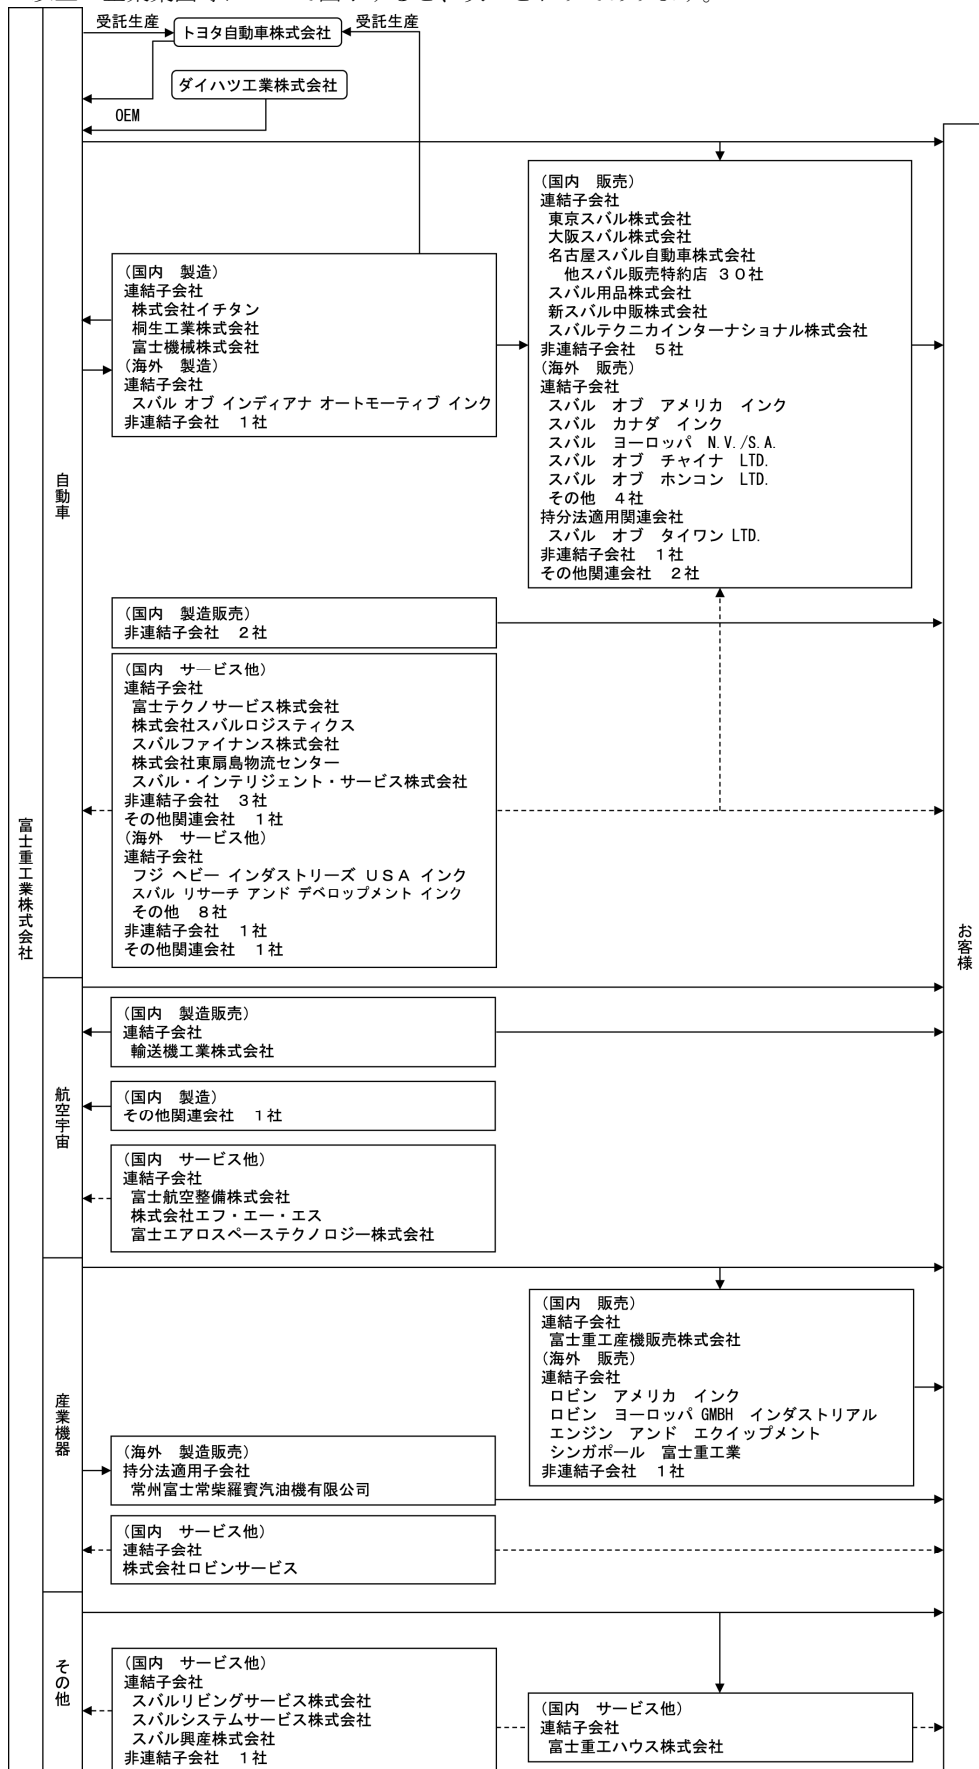 受託生産
トヨタ自動車株式会社
受託生産
ダイハツ工業株式会社
OEM
(国内　販売)
連結子会社
東京スバル株式会社
大阪スバル株式会社
名古屋スバル自動車株式会社
他スバル販売特約店 ３０社
スバル用品株式会社
新スバル中販株式会社
スバルテクニカインターナショナル株式会社
非連結子会社　５社
(海外　販売)
連結子会社
スバル　オブ　アメリカ　インク
スバル　カナダ　インク
スバル　ヨーロッパ　N.V./S.A.
スバル　オブ　チャイナ　LTD.
スバル　オブ　ホンコン　LTD.
その他　４社
持分法適用関連会社
スバル　オブ　タイワン LTD.
非連結子会社　１社
その他関連会社　２社
(国内　製造)
連結子会社
株式会社イチタン
桐生工業株式会社
富士機械株式会社
(海外　製造)
連結子会社
スバル オブ インディアナ オートモーティブ インク
非連結子会社　１社
自動車
(国内　製造販売)
非連結子会社　２社
(国内　サービス他)
連結子会社
富士テクノサービス株式会社
株式会社スバルロジスティクス
スバルファイナンス株式会社
株式会社東扇島物流センター
スバル・インテリジェント・サービス株式会社
非連結子会社　３社
その他関連会社　１社
(海外　サービス他)
連結子会社
フジ ヘビー インダストリーズ ＵＳＡ インク
スバル リサーチ アンド デベロップメント インク
その他　８社
非連結子会社　１社
その他関連会社　１社
富士重工業株式会社
お客様
航空宇宙
(国内　製造販売)
連結子会社
輸送機工業株式会社
(国内　製造)
その他関連会社　１社
(国内　サービス他)
連結子会社
富士航空整備株式会社
株式会社エフ・エー・エス
富士エアロスペーステクノロジー株式会社
産業機器
(国内　販売)
連結子会社
富士重工産機販売株式会社
(海外　販売)
連結子会社
ロビン　アメリカ　インク
ロビン　ヨーロッパ GMBH　インダストリアル
エンジン　アンド　エクイップメント
シンガポール　富士重工業
非連結子会社　１社
(海外　製造販売)
持分法適用子会社
常州富士常柴羅賓汽油機有限公司
(国内　サービス他)
連結子会社
株式会社ロビンサービス
その他
(国内　サービス他)
連結子会社
スバルリビングサービス株式会社
スバルシステムサービス株式会社
スバル興産株式会社
非連結子会社　１社
(国内　サービス他)
連結子会社
富士重工ハウス株式会社